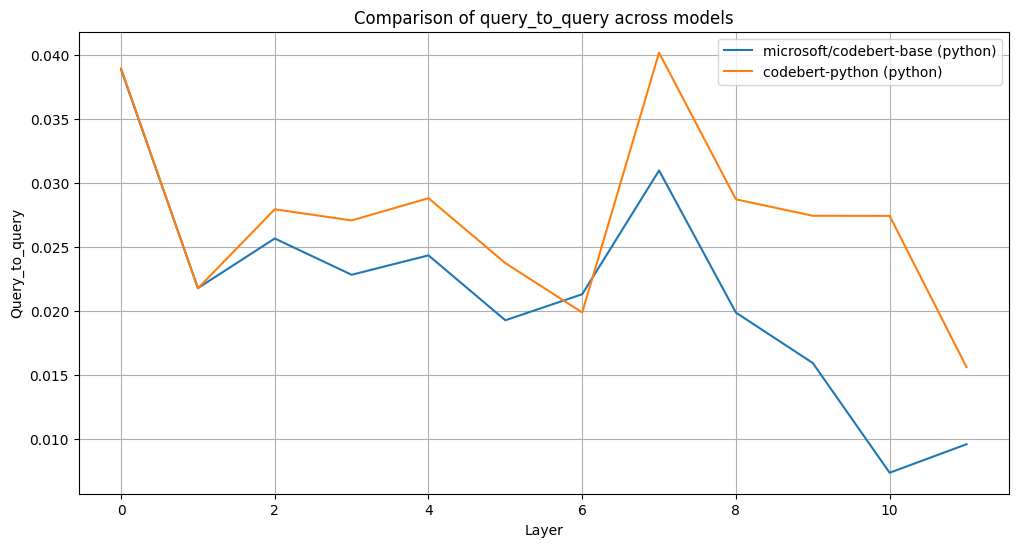 Comparison of query_to_query across models
microsoft/codebert-base (python)
codebert-python (python)
Query_to_query
0.040
0.035
0.030
0.025
0.020
0.015
0.010
0 2 4 6 8 10
Layer